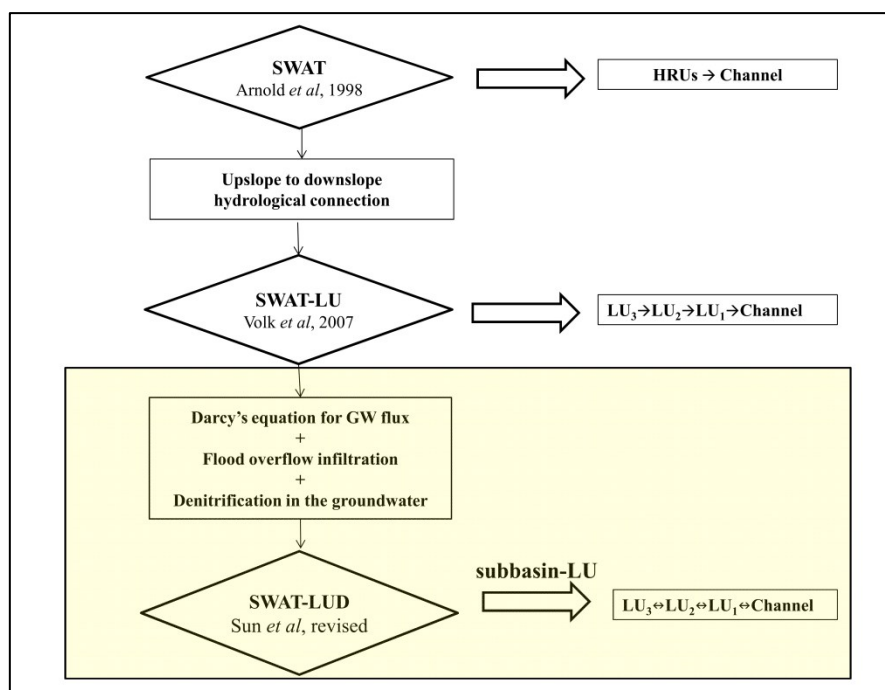 SWAT
Arnold et al, 1998
HRUs → Channel
Upslope to downslope
hydrological connection
SWAT-LU
Volk et al, 2007
LU₃→LU₂→LU₁→Channel
Darcy's equation for GW flux
+
Flood overflow infiltration
+
Denitrification in the groundwater
SWAT-LUD
Sun et al, revised
subbasin-LU
LU₃↔LU₂↔LU₁↔Channel